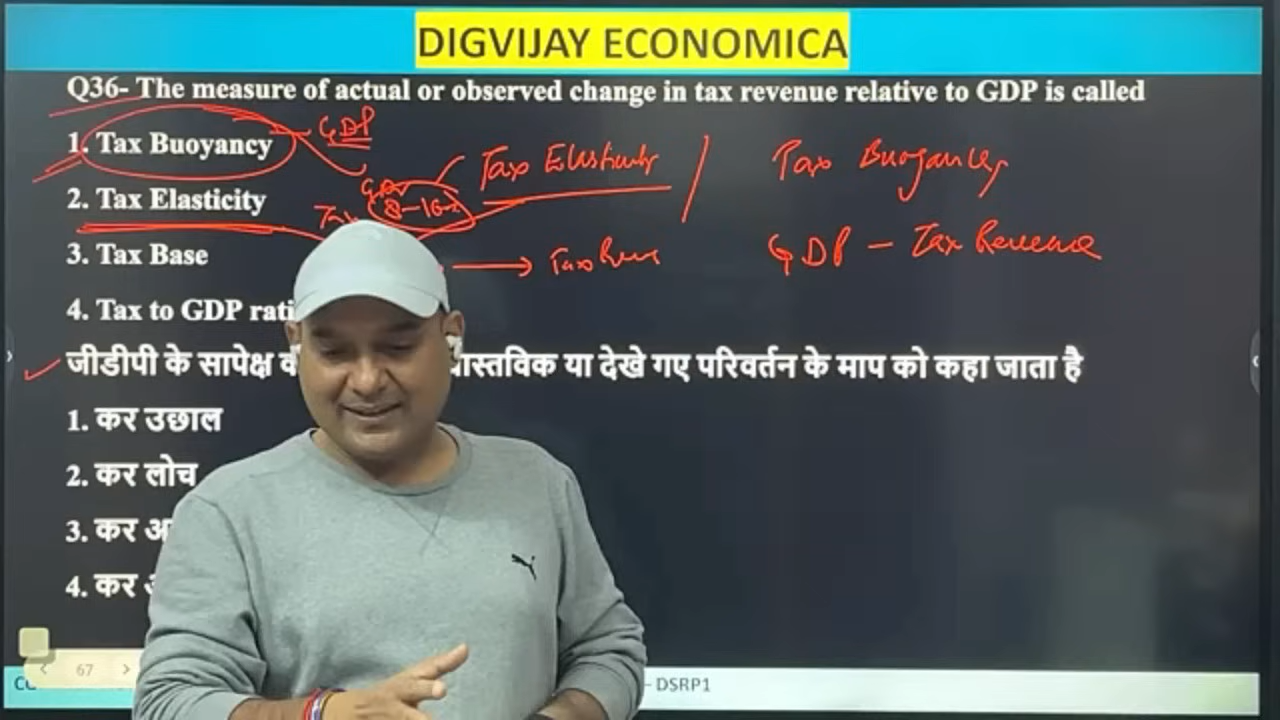 DIGVIJAY ECONOMICA
Q36- The measure of actual or observed change in tax revenue relative to GDP is called
1. Tax Buoyancy
GDP
Tax Elasticity / Tax Buoyancy
2. Tax Elasticity
GDP – Tax Revenue
3. Tax Base
4. Tax to GDP rati
जीडीपी के सापेक्ष वास्तविक या देखे गए परिवर्तन के माप को कहा जाता है
1. कर उछाल
2. कर लोच
3. कर
4. कर
67
- DSRP1